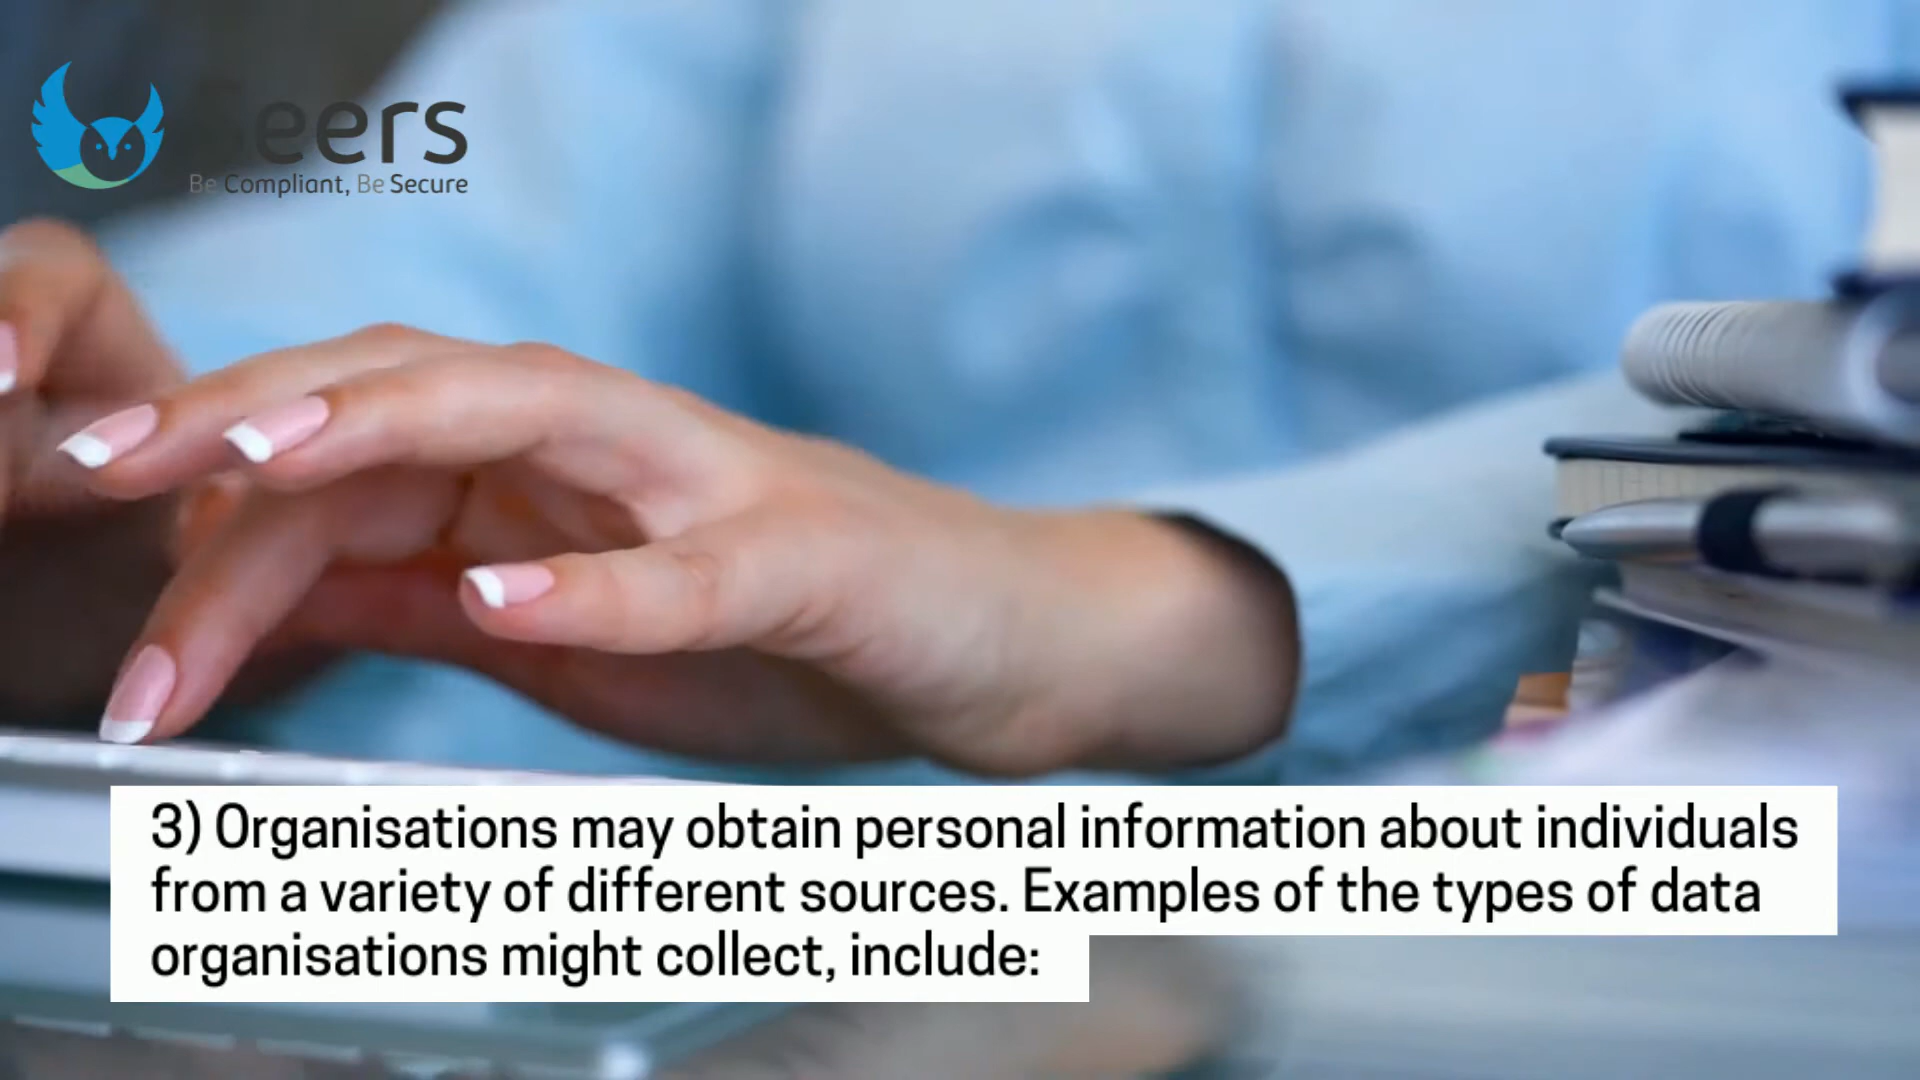 Seers
Be Compliant, Be Secure
3) Organisations may obtain personal information about individuals
from a variety of different sources. Examples of the types of data
organisations might collect, include: